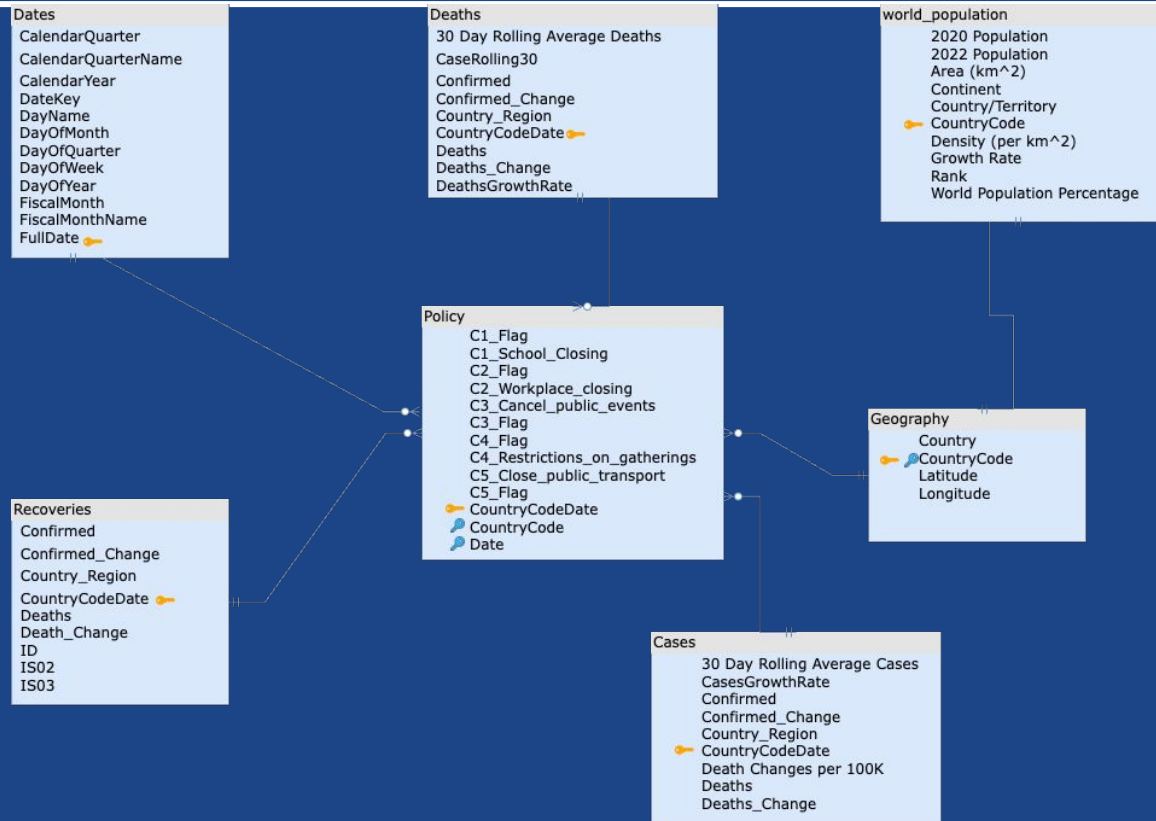 Dates
CalendarQuarter
CalendarQuarterName
CalendarYear
DateKey
DayName
DayOfMonth
DayOfQuarter
DayOfWeek
DayOfYear
FiscalMonth
FiscalMonthName
FullDate
Deaths
30 Day Rolling Average Deaths
CaseRolling30
Confirmed
Confirmed_Change
Country_Region
CountryCodeDate
Deaths
Deaths_Change
DeathsGrowthRate
world_population
2020 Population
2022 Population
Area (km^2)
Continent
Country/Territory
CountryCode
Density (per km^2)
Growth Rate
Rank
World Population Percentage
Policy
C1_Flag
C1_School_Closing
C2_Flag
C2_Workplace_closing
C3_Cancel_public_events
C3_Flag
C4_Flag
C4_Restrictions_on_gatherings
C5_Close_public_transport
C5_Flag
CountryCodeDate
CountryCode
Date
Geography
Country
CountryCode
Latitude
Longitude
Recoveries
Confirmed
Confirmed_Change
Country_Region
CountryCodeDate
Deaths
Death_Change
ID
IS02
IS03
Cases
30 Day Rolling Average Cases
CasesGrowthRate
Confirmed
Confirmed_Change
Country_Region
CountryCodeDate
Death Changes per 100K
Deaths
Deaths_Change